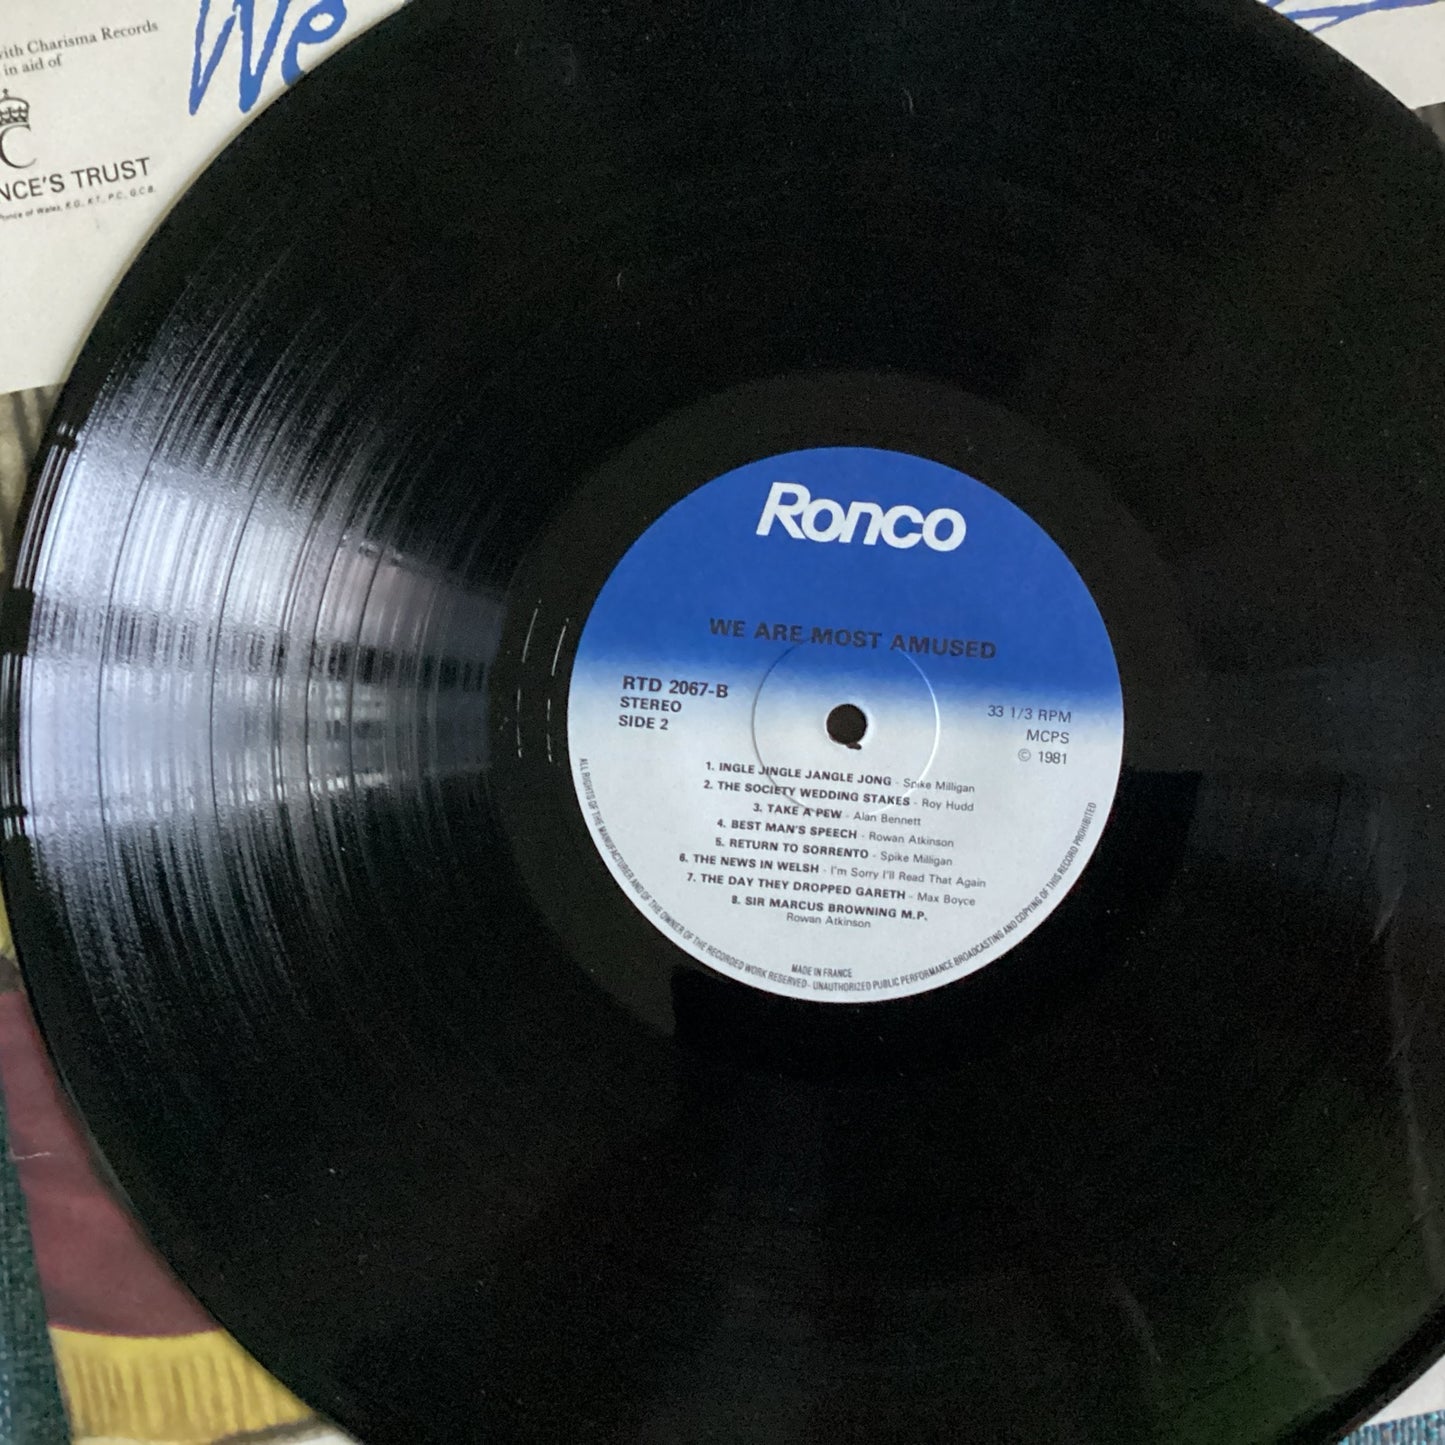 with Charisma Records
in aid of
C
NCE'S TRUST
Prince of Wales, K.G., K.T., P.C., G.C.B.
We
Ronco
WE ARE MOST AMUSED
RTD 2067-B
STEREO
SIDE 2
33 1/3 RPM
MCPS
© 1981
1. INGLE JINGLE JANGLE JONG - Spike Milligan
2. THE SOCIETY WEDDING STAKES - Roy Hudd
3. TAKE A PEW - Alan Bennett
4. BEST MAN'S SPEECH - Rowan Atkinson
5. RETURN TO SORRENTO - Spike Milligan
6. THE NEWS IN WELSH - I'm Sorry I'll Read That Again
7. THE DAY THEY DROPPED GARETH - Max Boyce
8. SIR MARCUS BROWNING M.P.
Rowan Atkinson
MADE IN FRANCE
ALL RIGHTS OF THE MANUFACTURER AND OF THE OWNER OF THE RECORDED WORK RESERVED - UNAUTHORIZED PUBLIC PERFORMANCE BROADCASTING AND COPYING OF THIS RECORD PROHIBITED